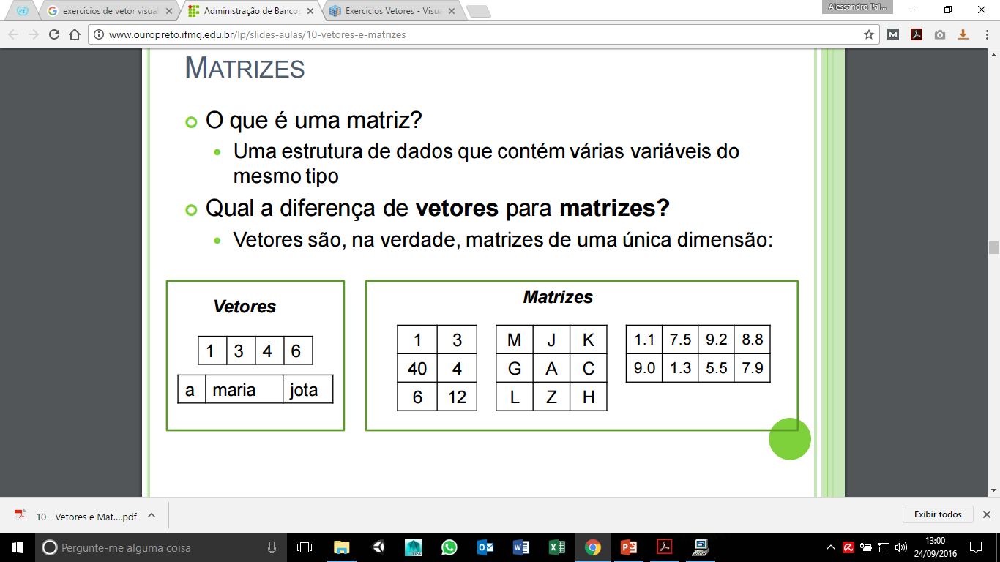 exercicios de vetor visual
Administração de Bancos
Exercicios Vetores - Visua
Alessandro Pal...
www.ouropreto.ifmg.edu.br/lp/slides-aulas/10-vetores-e-matrizes
MATRIZES
O que é uma matriz?
Uma estrutura de dados que contém várias variáveis do
mesmo tipo
Qual a diferença de vetores para matrizes?
Vetores são, na verdade, matrizes de uma única dimensão:
Vetores
1 3 4 6
a maria jota
Matrizes
1 3
40 4
6 12
M J K
G A C
L Z H
1.1 7.5 9.2 8.8
9.0 1.3 5.5 7.9
10 - Vetores e Mat....pdf
Exibir todos
Pergunte-me alguma coisa
13:00
24/09/2016